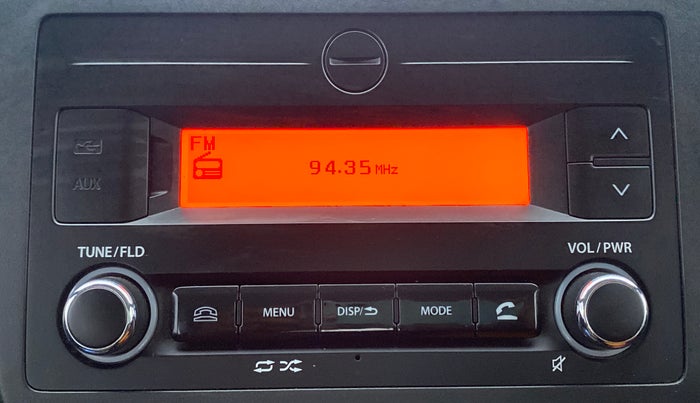 FM
94.35 MHz
AUX
TUNE/FLD
VOL/PWR
MENU
DISP/
MODE